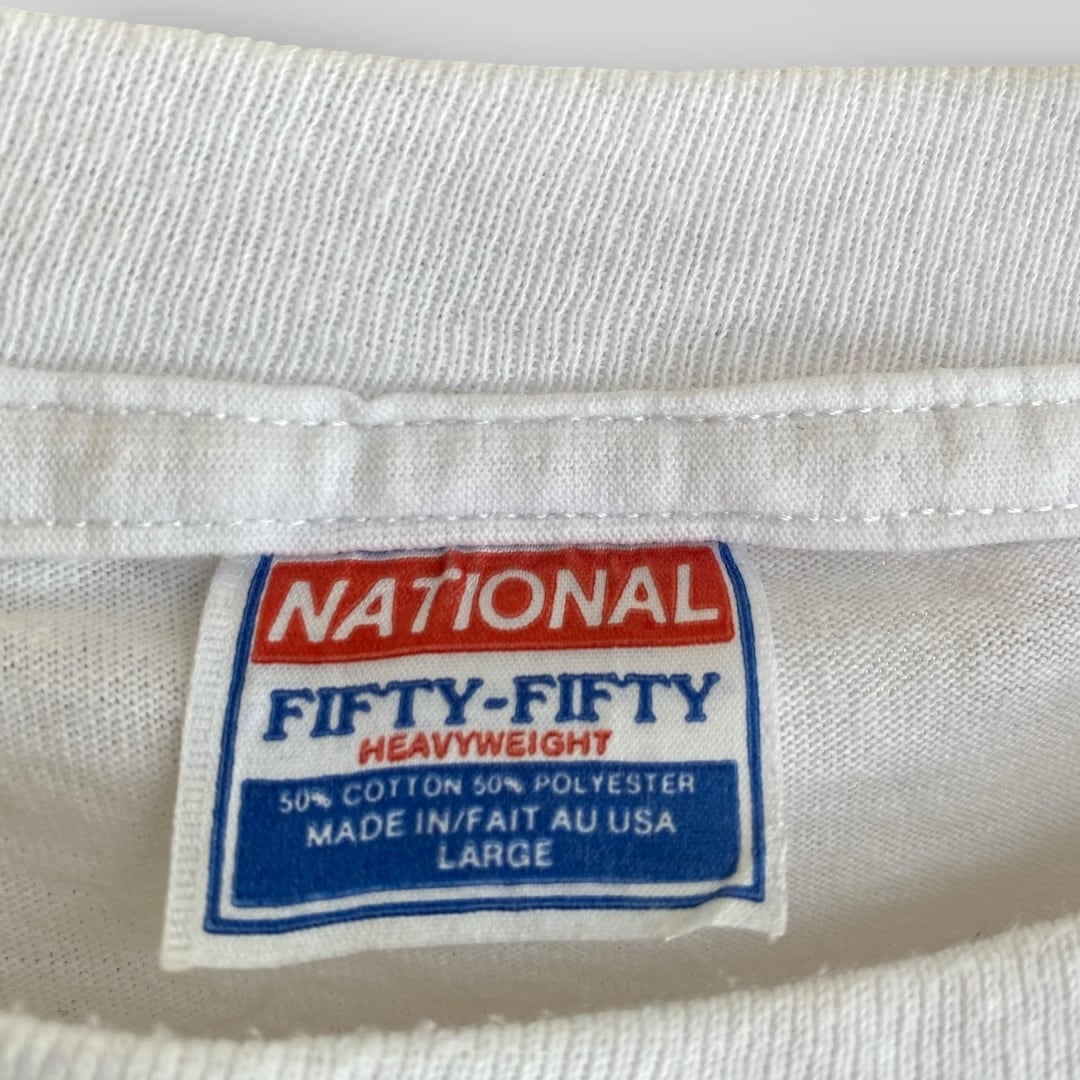 NATIONAL
FIFTY-FIFTY
HEAVYWEIGHT
50% COTTON 50% POLYESTER
MADE IN/FAIT AU USA
LARGE